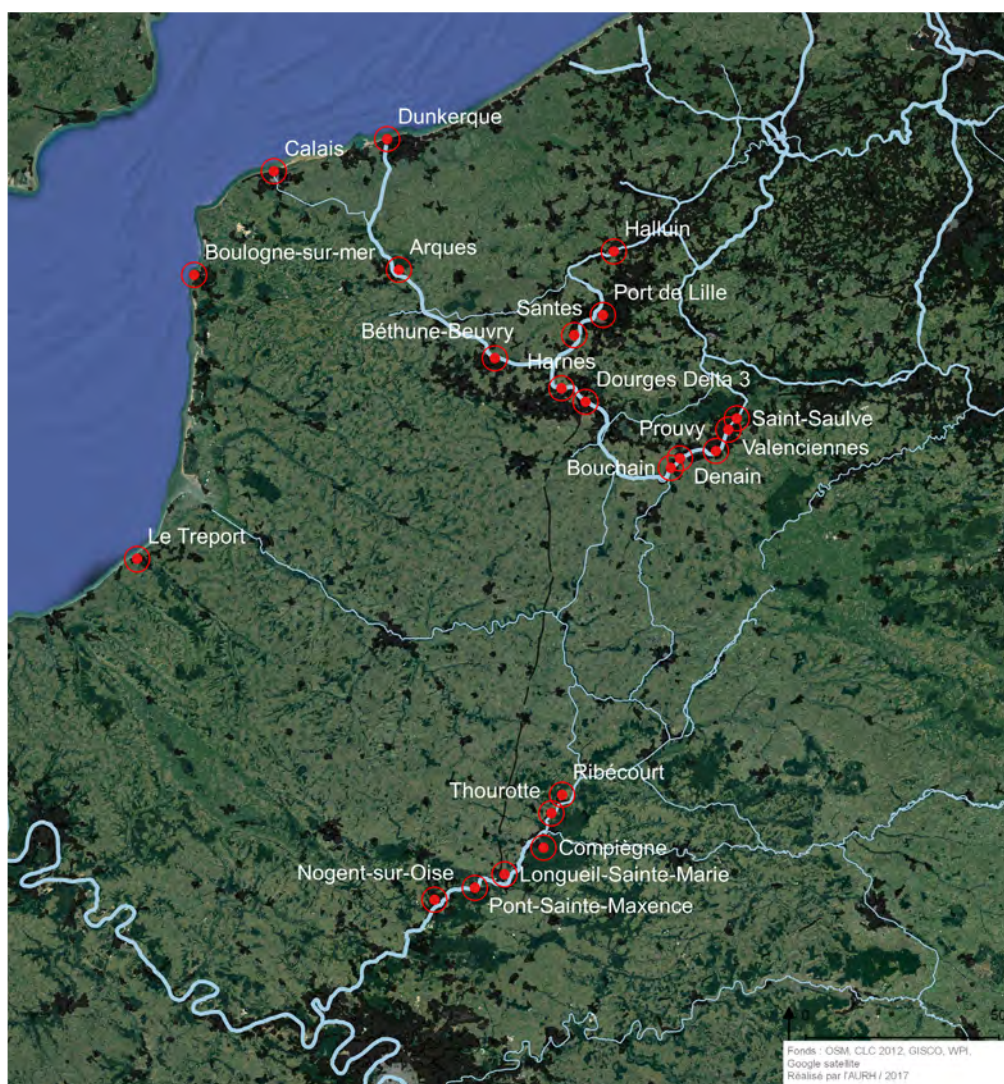 Dunkerque
Calais
Halluin
Boulogne-sur-mer
Arques
Port de Lille
Santes
Béthune-Beuvry
Harnes
Dourges Delta 3
Saint-Saulve
Prouvy
Valenciennes
Bouchain
Denain
Le Treport
Ribécourt
Thourotte
Compiègne
Nogent-sur-Oise
Longueil-Sainte-Marie
Pont-Sainte-Maxence
0
Fonds : OSM, CLC 2012, GISCO, WPI,
Google satellite
Réalisé par l'AURH / 2017